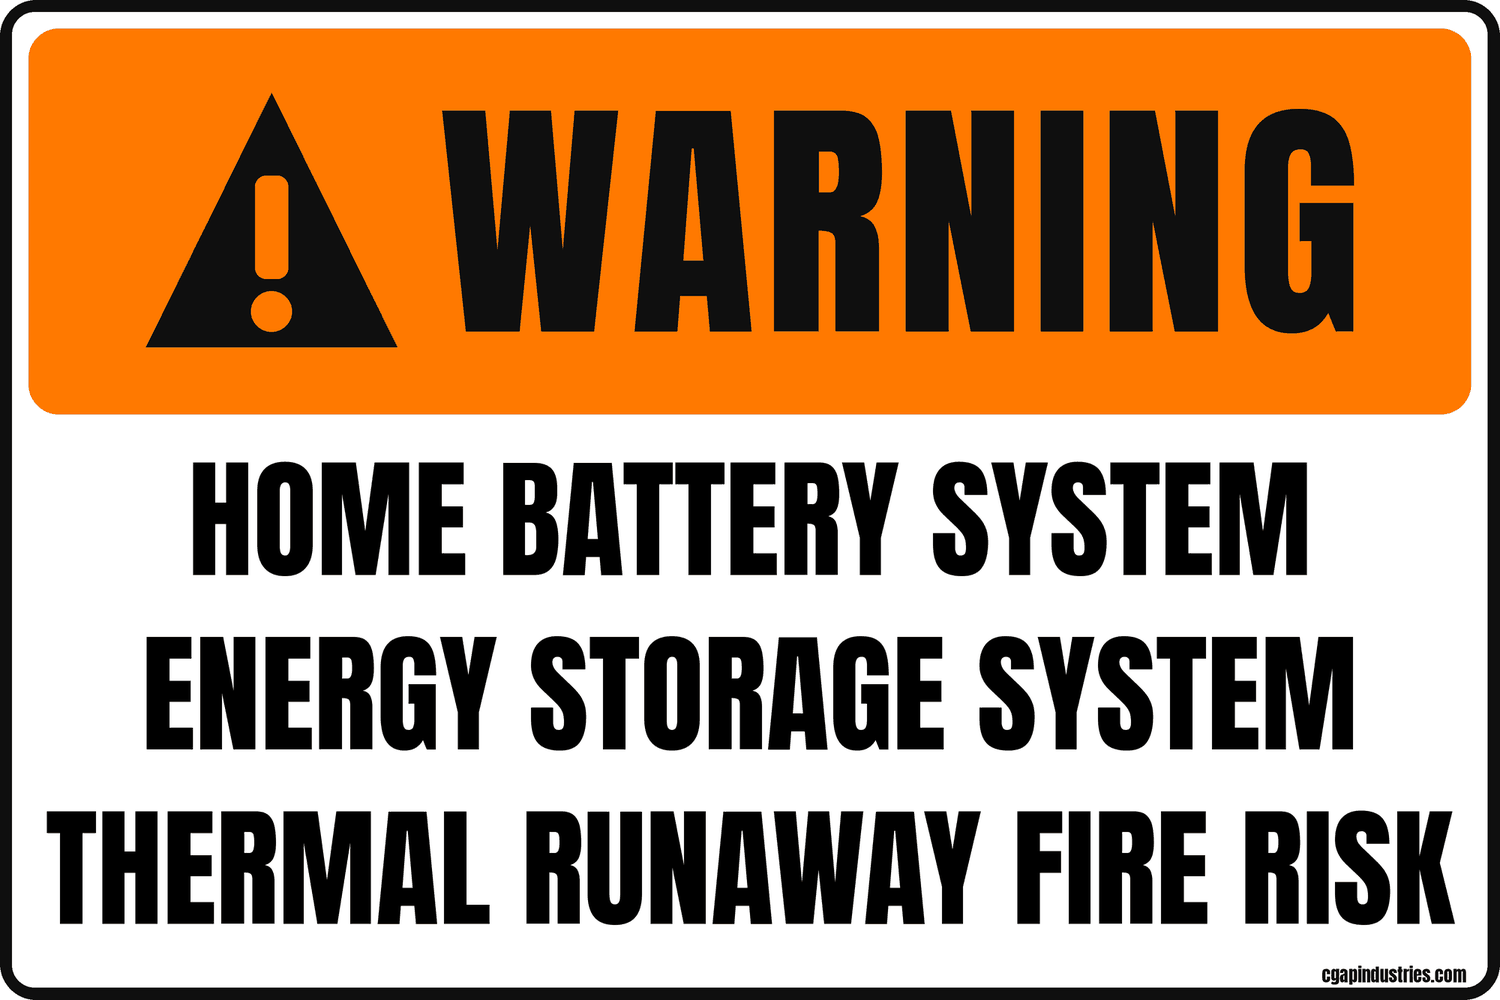 WARNING
HOME BATTERY SYSTEM
ENERGY STORAGE SYSTEM
THERMAL RUNAWAY FIRE RISK
cgapindustries.com